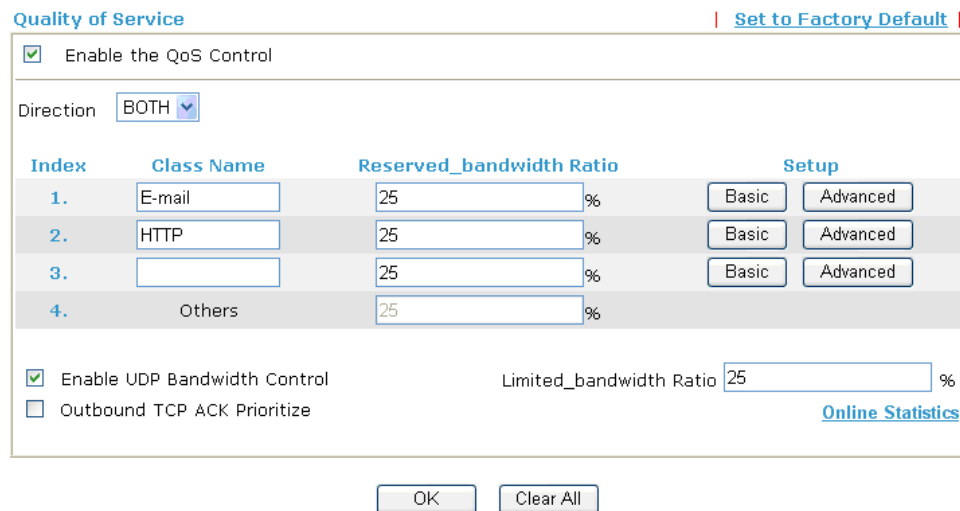 Quality of Service | Set to Factory Default |
Enable the QoS Control
Direction BOTH
Index Class Name Reserved_bandwidth Ratio Setup
1. E-mail 25 % Basic Advanced
2. HTTP 25 % Basic Advanced
3. 25 % Basic Advanced
4. Others 25 %
Enable UDP Bandwidth Control Limited_bandwidth Ratio 25 %
Outbound TCP ACK Prioritize Online Statistics
OK Clear All